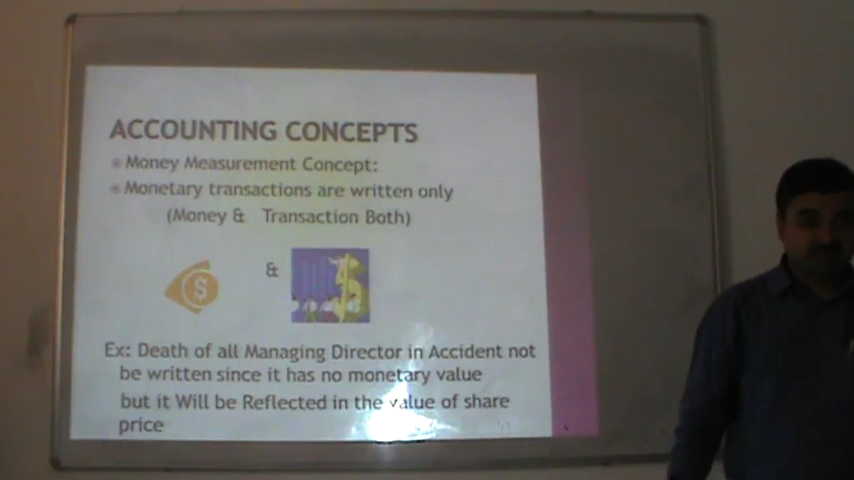 ACCOUNTING CONCEPTS
Money Measurement Concept:
Monetary transactions are written only
(Money & Transaction Both)
$ &
Ex: Death of all Managing Director in Accident not
be written since it has no monetary value
but it Will be Reflected in the value of share
price